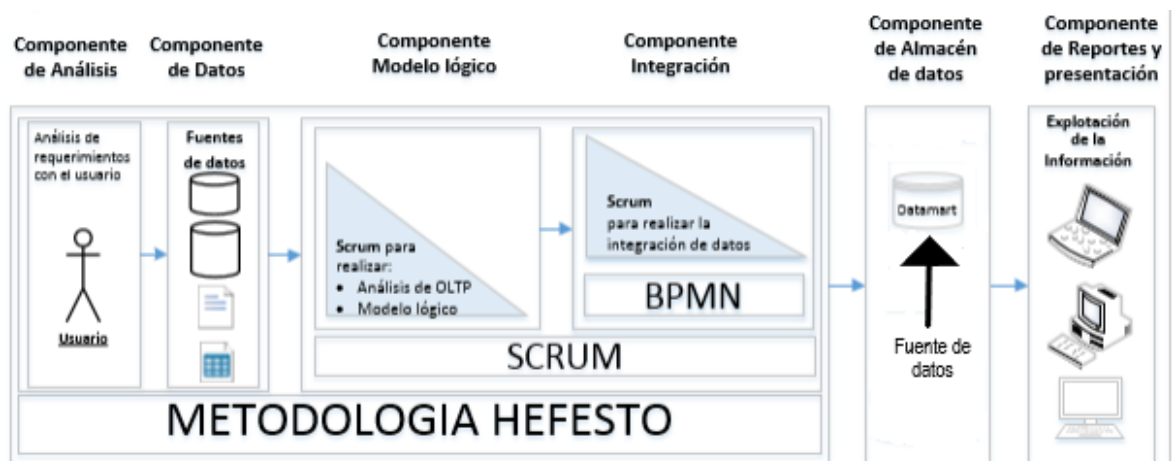 Componente
de Análisis
Componente
de Datos
Componente
Modelo lógico
Componente
Integración
Componente
de Almacén
de datos
Componente
de Reportes y
presentación
Análisis de
requerimientos
con el usuario
Usuario
Fuentes
de datos
Scrum para
realizar:
• Análisis de OLTP
• Modelo lógico
Scrum
para realizar la
integración de datos
BPMN
SCRUM
METODOLOGIA HEFESTO
Datamart
Fuente de
datos
Explotación
de la
Información